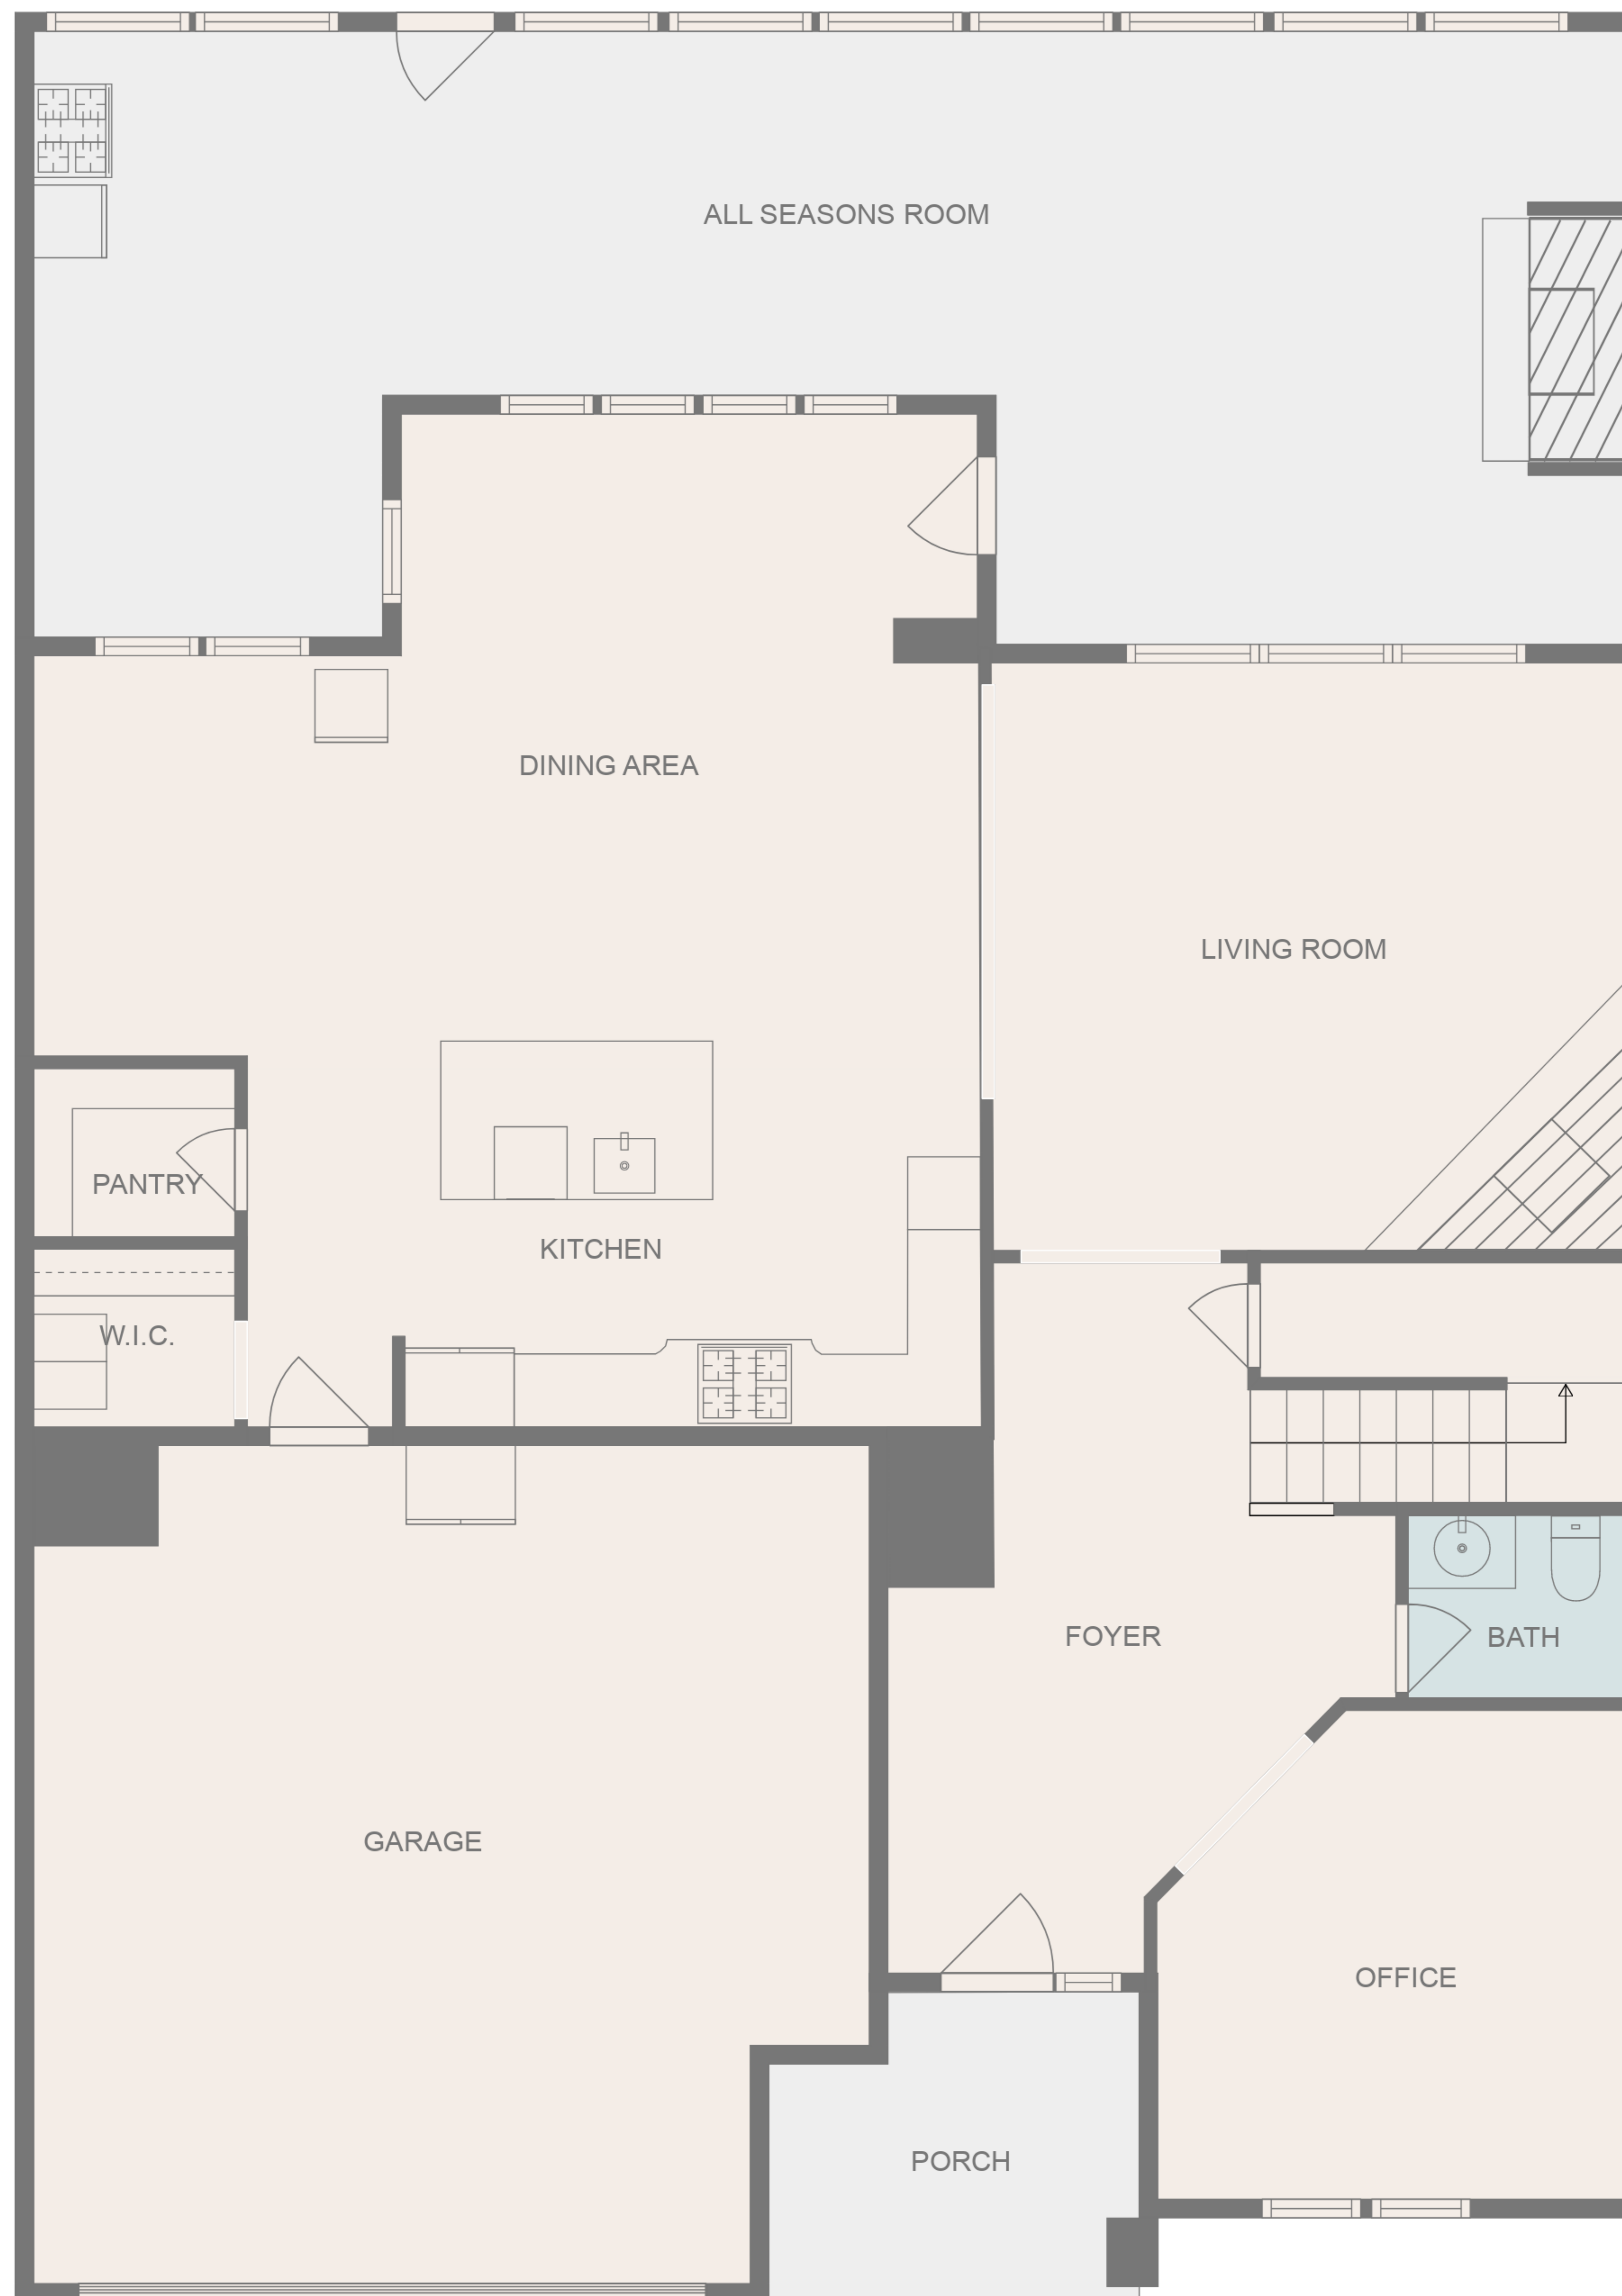 ALL SEASONS ROOM
DINING AREA
LIVING ROOM
PANTRY
KITCHEN
W.I.C.
FOYER
BATH
GARAGE
OFFICE
PORCH